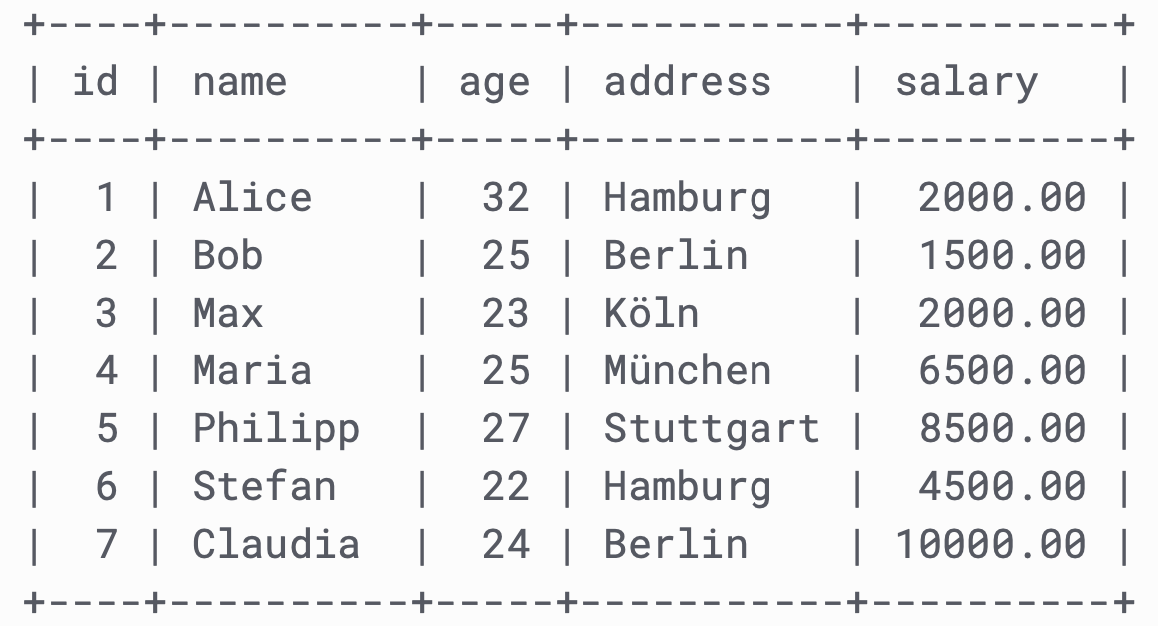 +----+----------+-----+-----------+----------+
| id | name     | age | address   | salary   |
+----+----------+-----+-----------+----------+
|  1 | Alice    |  32 | Hamburg   |  2000.00 |
|  2 | Bob      |  25 | Berlin    |  1500.00 |
|  3 | Max      |  23 | Köln      |  2000.00 |
|  4 | Maria    |  25 | München   |  6500.00 |
|  5 | Philipp  |  27 | Stuttgart |  8500.00 |
|  6 | Stefan   |  22 | Hamburg   |  4500.00 |
|  7 | Claudia  |  24 | Berlin    | 10000.00 |
+----+----------+-----+-----------+----------+